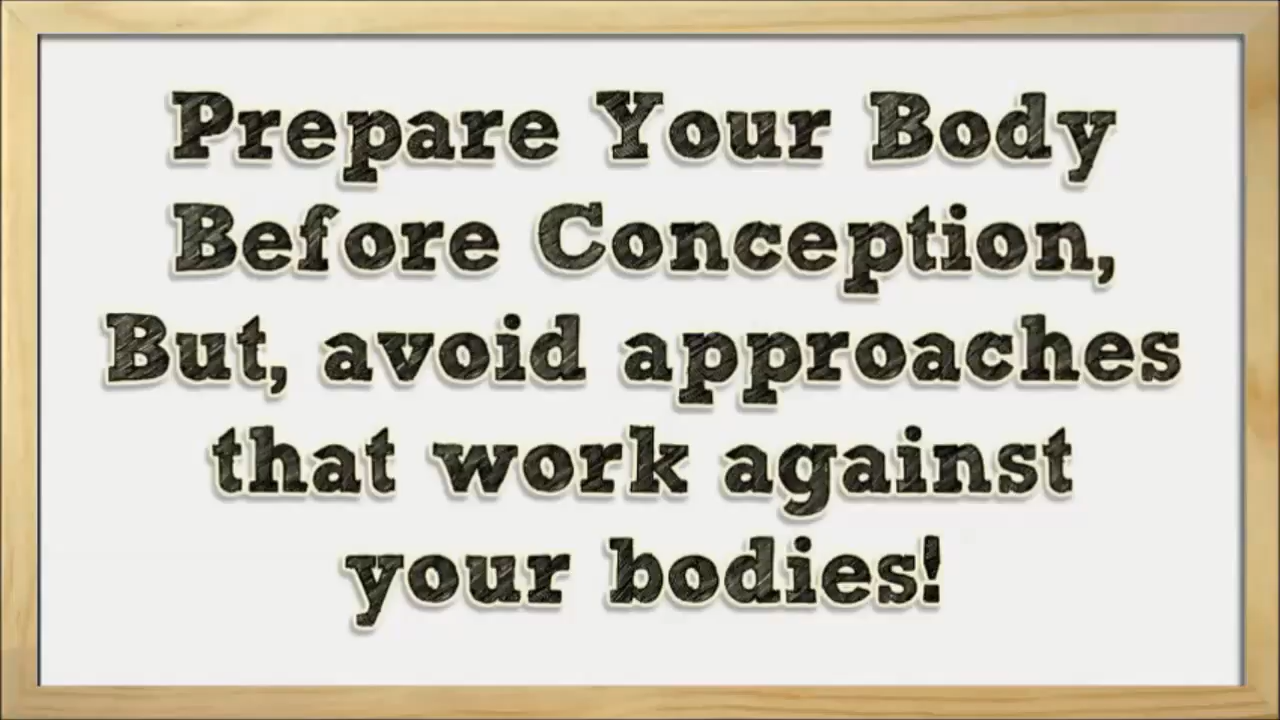 Prepare Your Body
Before Conception,
But, avoid approaches
that work against
your bodies!